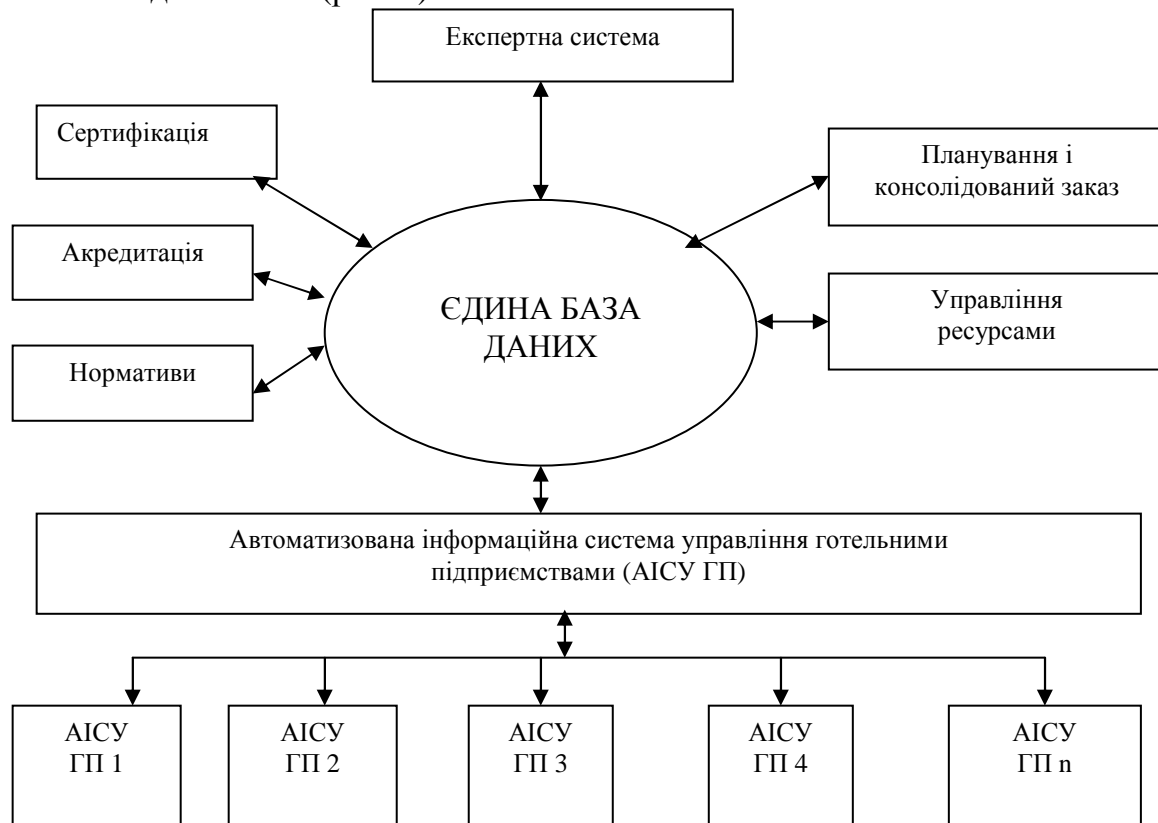 Експертна система
Сертифікація
Планування і
консолідований заказ
Акредитація
ЄДИНА БАЗА
ДАНИХ
Управління
ресурсами
Нормативи
Автоматизована інформаційна система управління готельними
підприємствами (АІСУ ГП)
АІСУ
ГП 1
АІСУ
ГП 2
АІСУ
ГП 3
АІСУ
ГП 4
АІСУ
ГП n